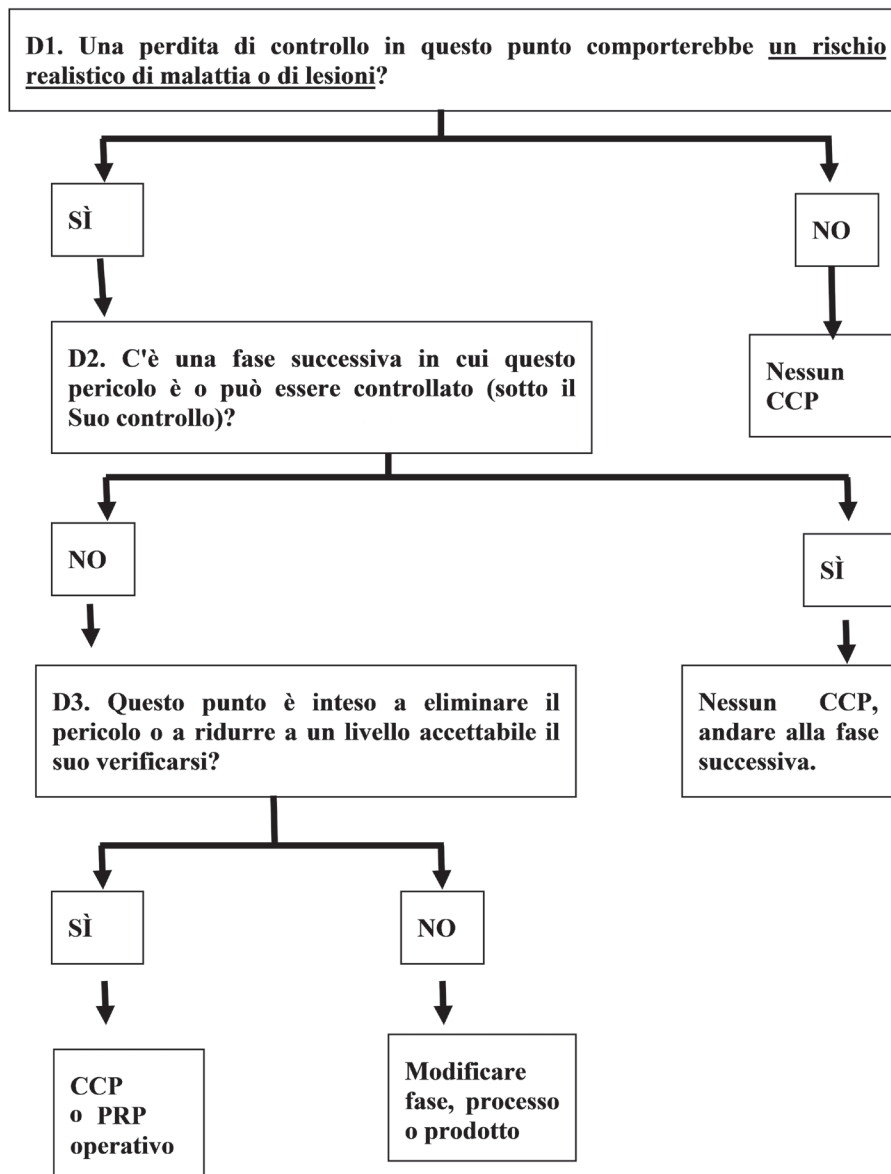 D1. Una perdita di controllo in questo punto comporterebbe un rischio
realistico di malattia o di lesioni?
SÌ
NO
D2. C'è una fase successiva in cui questo
pericolo è o può essere controllato (sotto il
Suo controllo)?
Nessun
CCP
NO
SÌ
D3. Questo punto è inteso a eliminare il
pericolo o a ridurre a un livello accettabile il
suo verificarsi?
Nessun CCP,
andare alla fase
successiva.
SÌ
NO
CCP
o PRP
operativo
Modificare
fase, processo
o prodotto